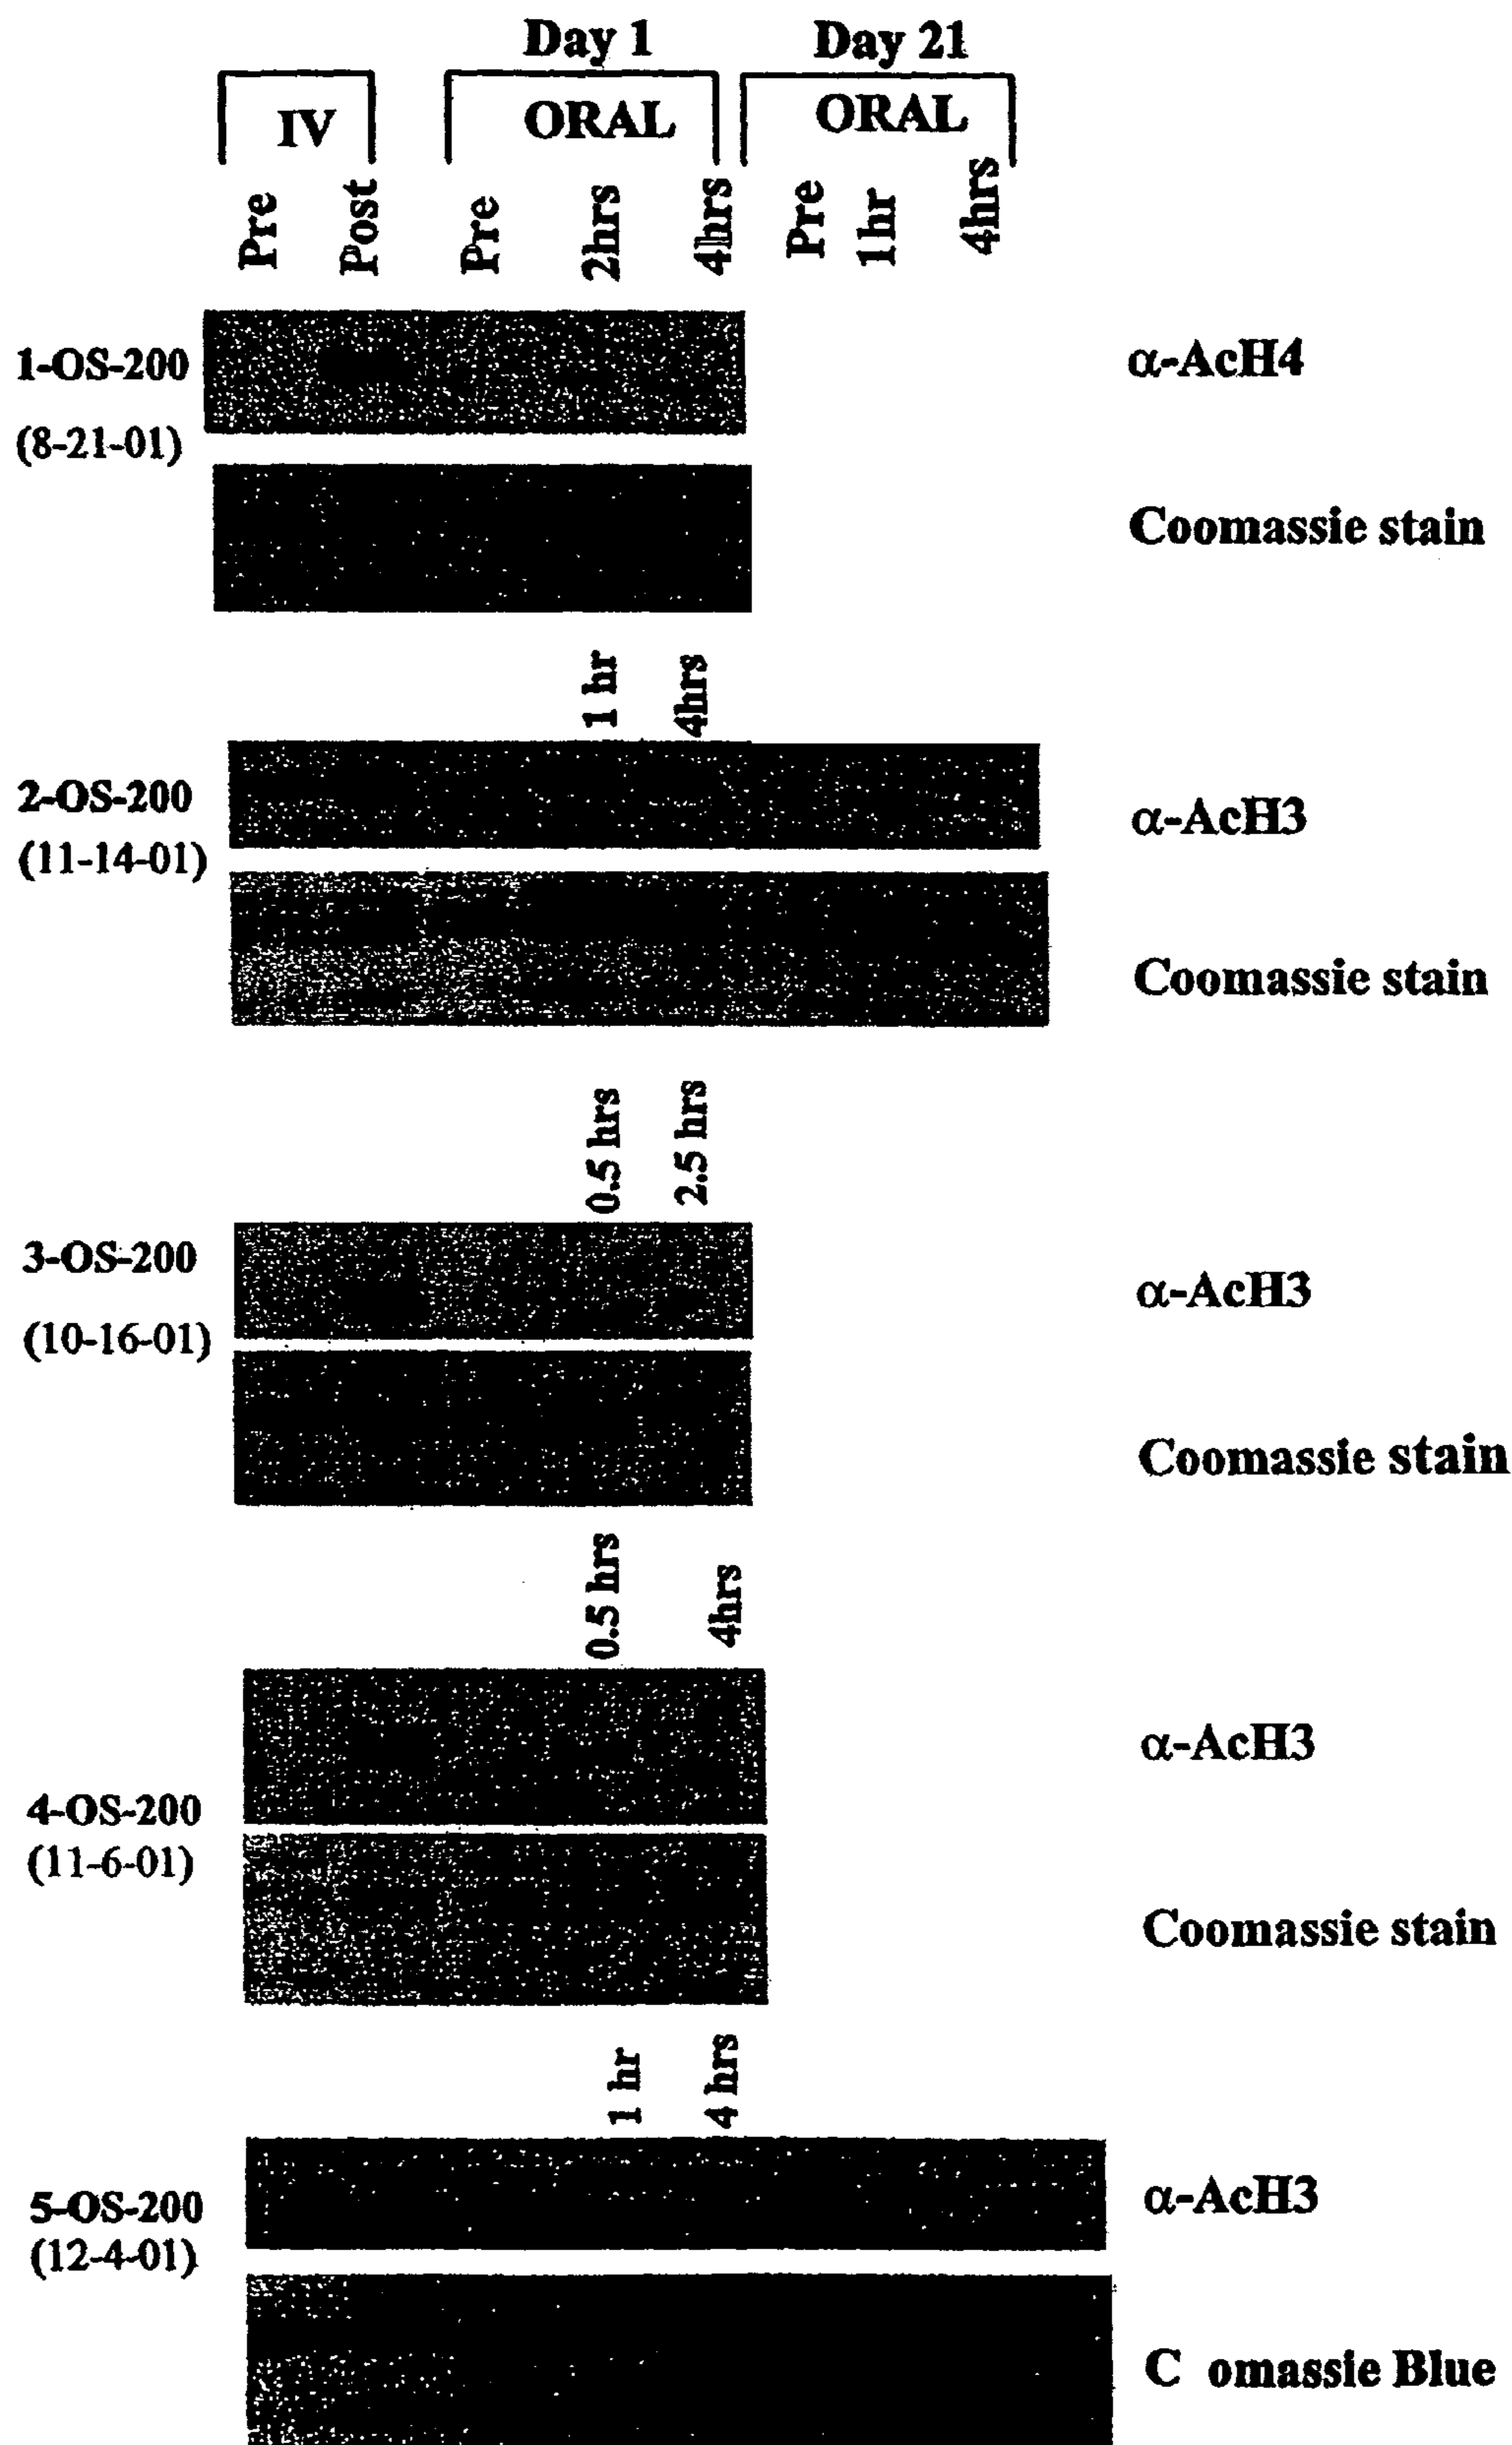 Day 1 Day 21
IV ORAL ORAL
Pre Post Pre 2hrs 4hrs Pre 1hr 4hrs
1-OS-200 α-AcH4
(8-21-01)
Coomassie stain
1 hr 4hrs
2-OS-200 α-AcH3
(11-14-01)
Coomassie stain
0.5 hrs 2.5 hrs
3-OS-200 α-AcH3
(10-16-01)
Coomassie stain
0.5 hrs 4hrs
α-AcH3
4-OS-200
(11-6-01)
Coomassie stain
1 hr 4 hrs
5-OS-200 α-AcH3
(12-4-01)
C omassie Blue